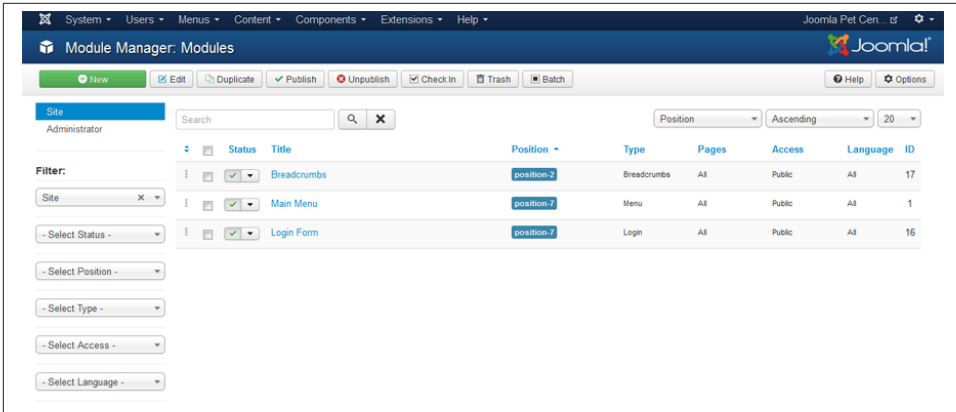 System Users Menus Content Components Extensions Help Joomla Pet Cen...
Module Manager: Modules Joomla!
New Edit Duplicate Publish Unpublish Check In Trash Batch Help Options
Site
Administrator
Search Position Ascending 20
Status Title Position Type Pages Access Language ID
Breadcrumbs position-2 Breadcrumbs All Public All 17
Main Menu position-7 Menu All Public All 1
Login Form position-7 Login All Public All 16
Filter:
Site
- Select Status -
- Select Position -
- Select Type -
- Select Access -
- Select Language -